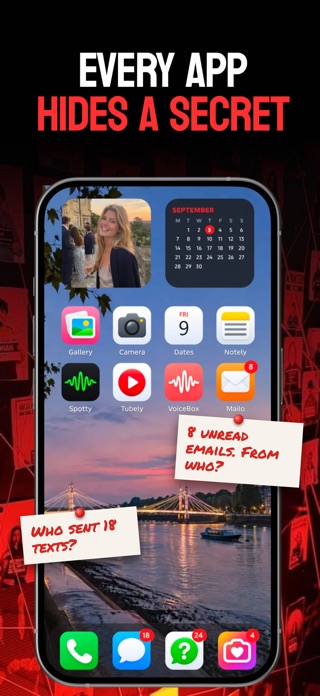 EVERY APP
HIDES A SECRET
SEPTEMBER
M T W T F S S
1 2 3 4 5 6
7 8 9 10 11 12 13
14 15 16 17 18 19 20
21 22 23 24 25 26 27
28 29 30
FRI
9
Gallery Camera Dates Notely
8
Spotty Tubely VoiceBox Mailo
8 unread
emails. From
who?
Who sent 18
texts?
18 24 4
?